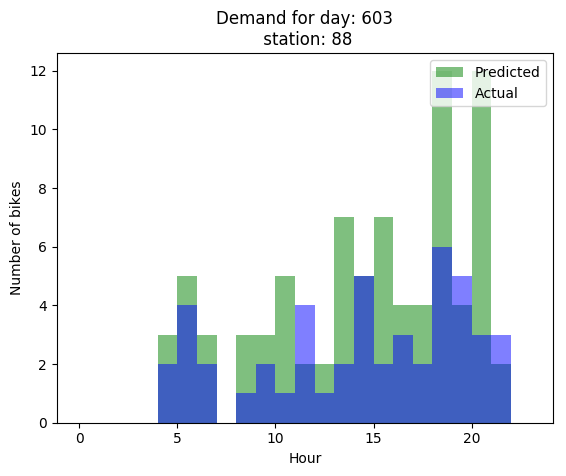 Demand for day: 603
station: 88
Predicted
Actual
Number of bikes
12
10
8
6
4
2
0
0 5 10 15 20
Hour